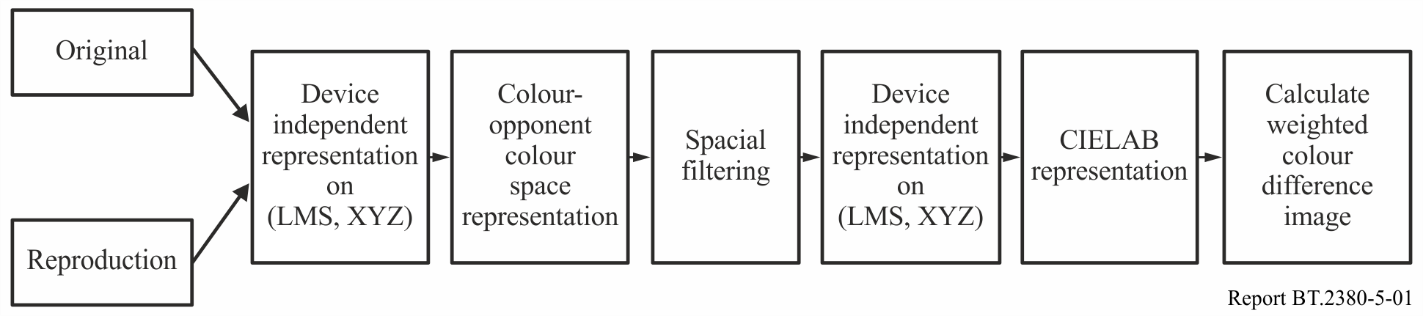 Original
Reproduction
Device
independent
representation
on
(LMS, XYZ)
Colour-
opponent
colour
space
representation
Spacial
filtering
Device
independent
representation
on
(LMS, XYZ)
CIELAB
representation
Calculate
weighted
colour
difference
image
Report BT.2380-5-01